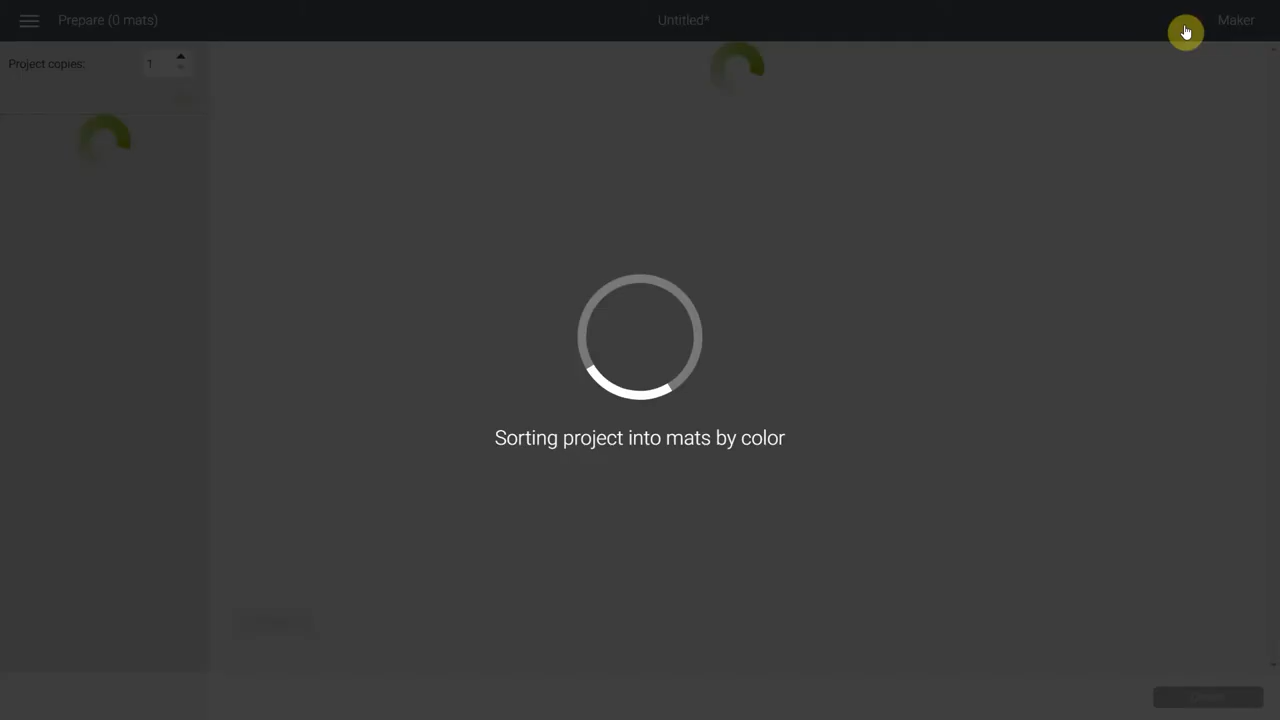 Prepare (0 mats)
Untitled*
Maker
Project copies:
1
Sorting project into mats by color